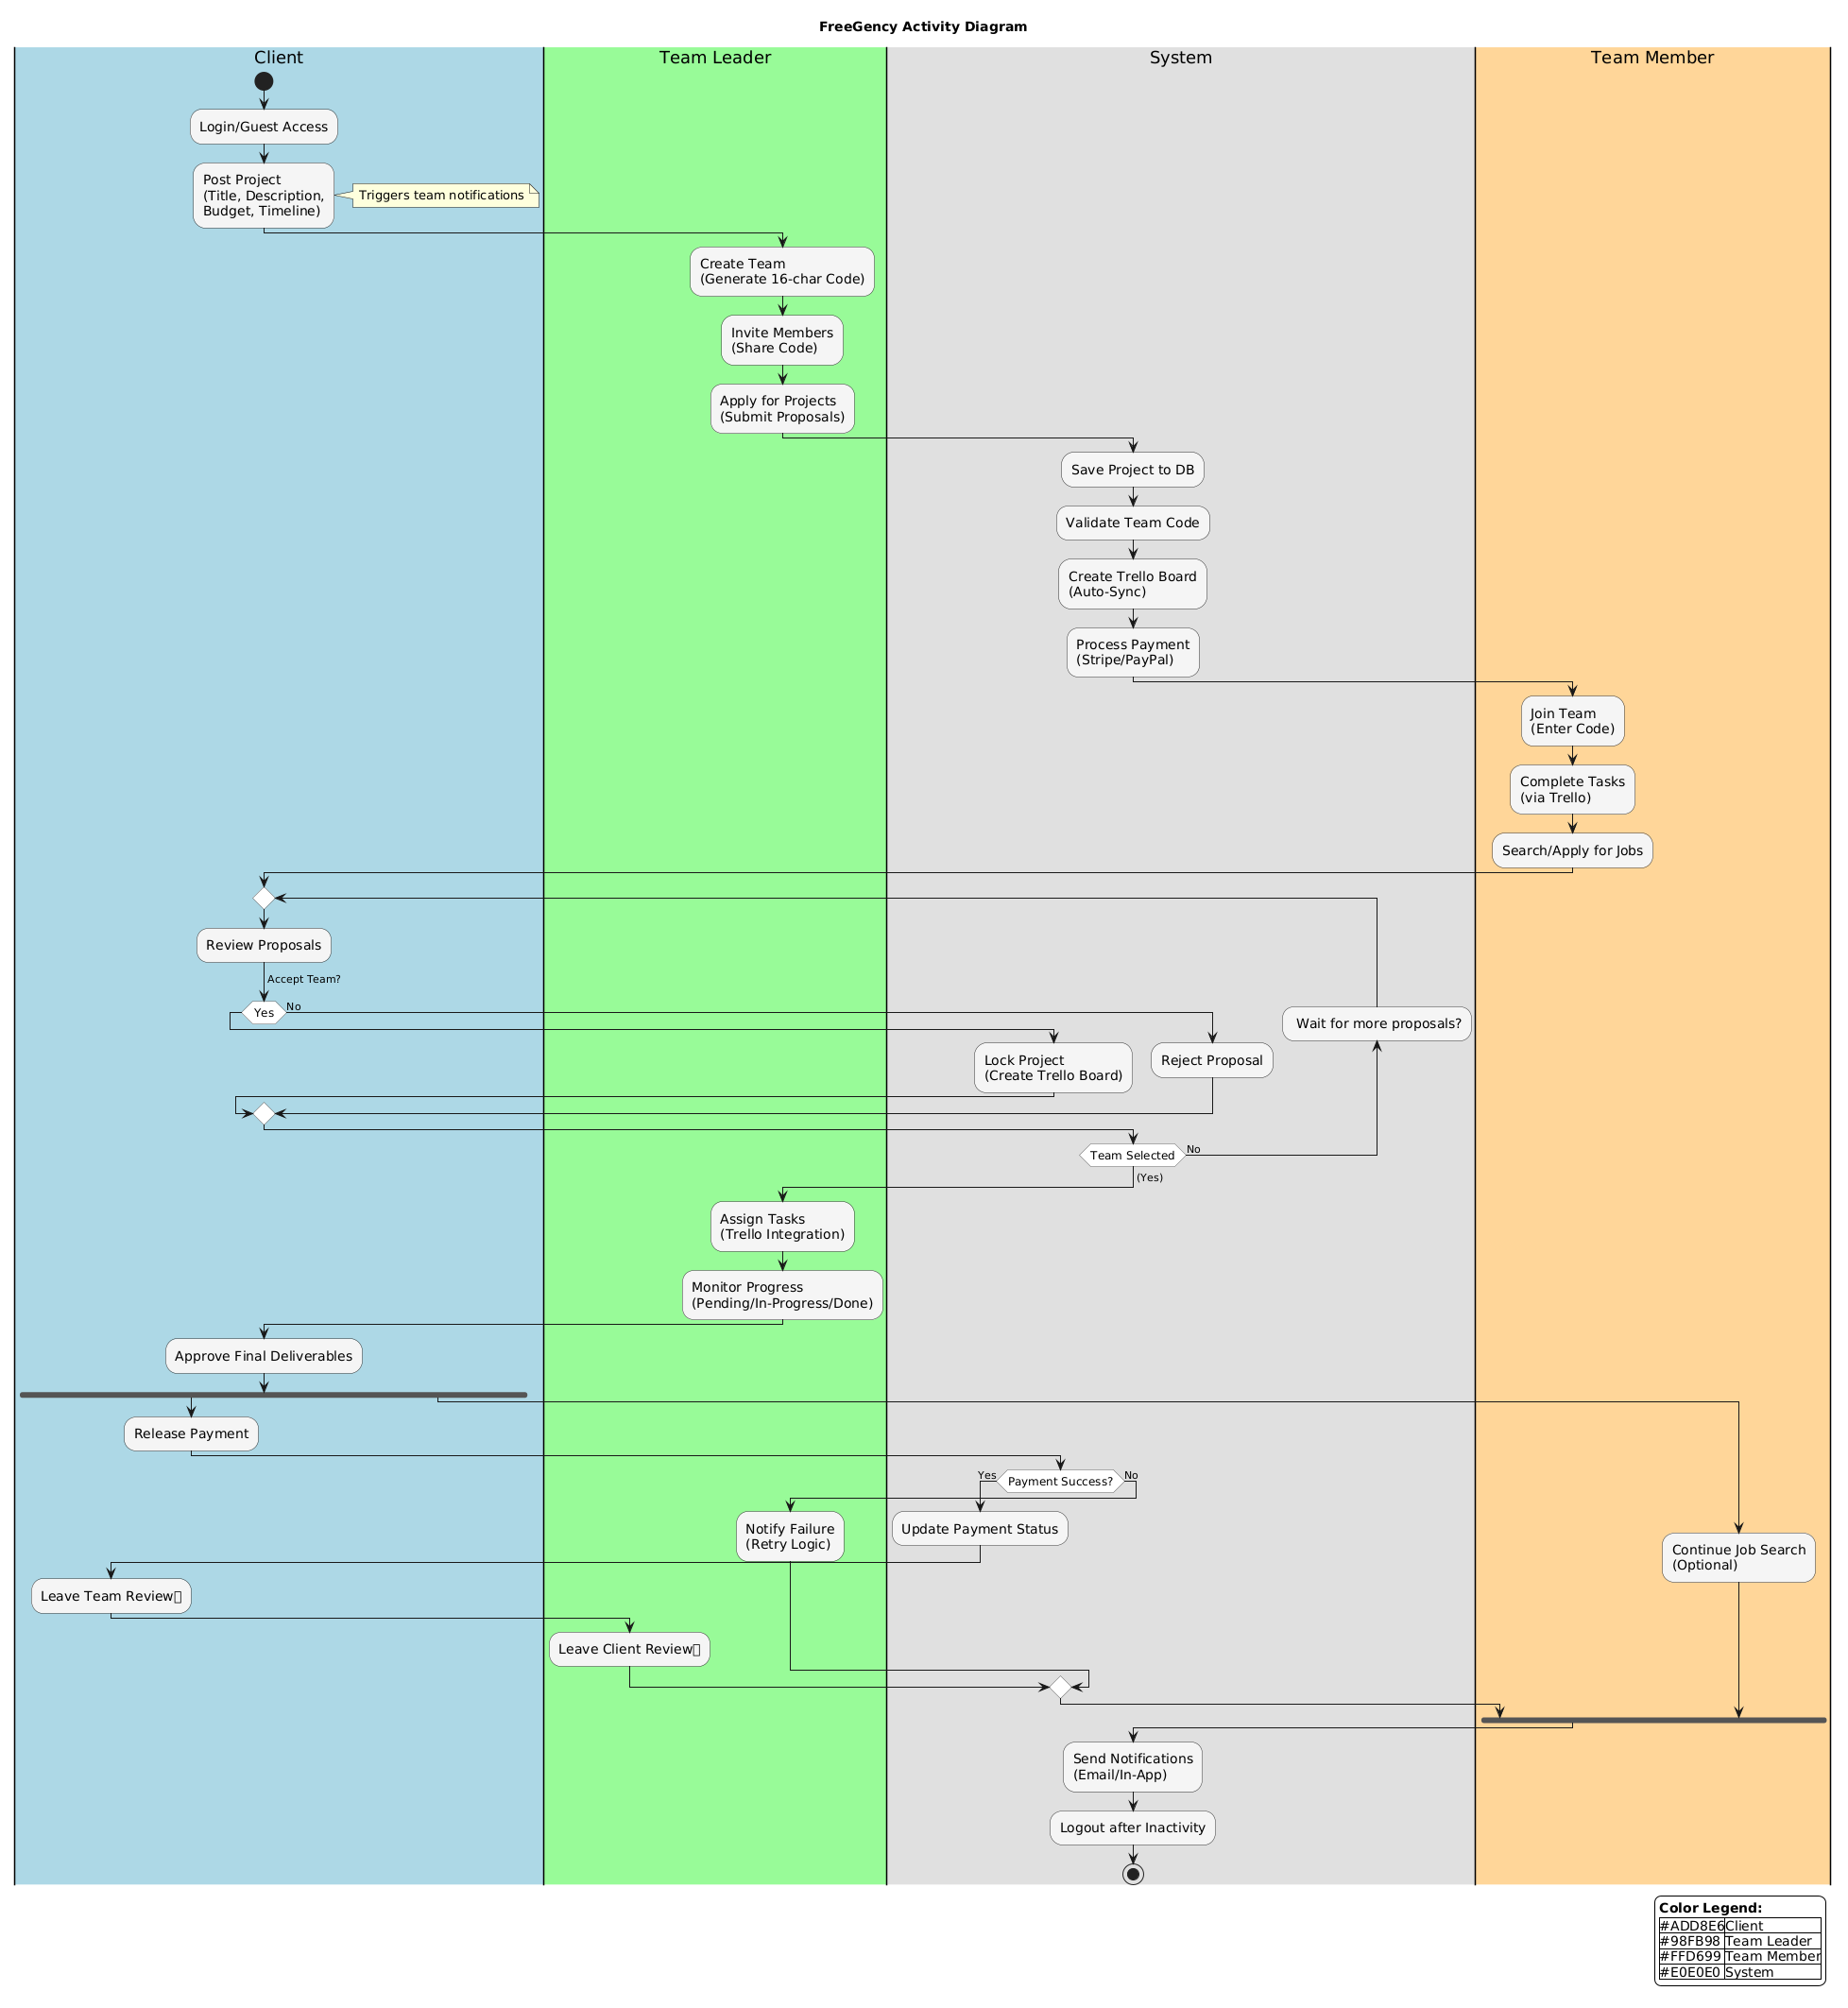 FreeGency Activity Diagram
Client
Team Leader
System
Team Member
Login/Guest Access
Post Project
(Title, Description,
Budget, Timeline)
Triggers team notifications
Create Team
(Generate 16-char Code)
Invite Members
(Share Code)
Apply for Projects
(Submit Proposals)
Save Project to DB
Validate Team Code
Create Trello Board
(Auto-Sync)
Process Payment
(Stripe/PayPal)
Join Team
(Enter Code)
Complete Tasks
(via Trello)
Search/Apply for Jobs
Review Proposals
Accept Team?
Yes
No
Wait for more proposals?
Lock Project
(Create Trello Board)
Reject Proposal
Team Selected
No
(Yes)
Assign Tasks
(Trello Integration)
Monitor Progress
(Pending/In-Progress/Done)
Approve Final Deliverables
Release Payment
Yes
Payment Success?
No
Notify Failure
(Retry Logic)
Update Payment Status
Continue Job Search
(Optional)
Leave Team Review
Leave Client Review
Send Notifications
(Email/In-App)
Logout after Inactivity
Color Legend:
#ADD8E6 Client
#98FB98 Team Leader
#FFD699 Team Member
#E0E0E0 System